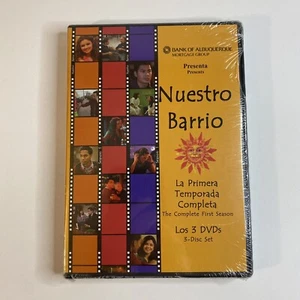 BANK OF ALBUQUERQUE
MORTGAGE GROUP
Presenta
Presents
Nuestro
Barrio
La Primera
Temporada
Completa
The Complete First Season
Los 3 DVDs
3-Disc Set